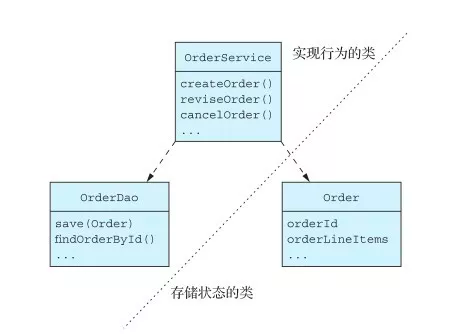 OrderService
createOrder()
reviseOrder()
cancelOrder()
...
实现行为的类
OrderDao
save(Order)
findOrderById()
...
Order
orderId
orderLineItems
...
存储状态的类